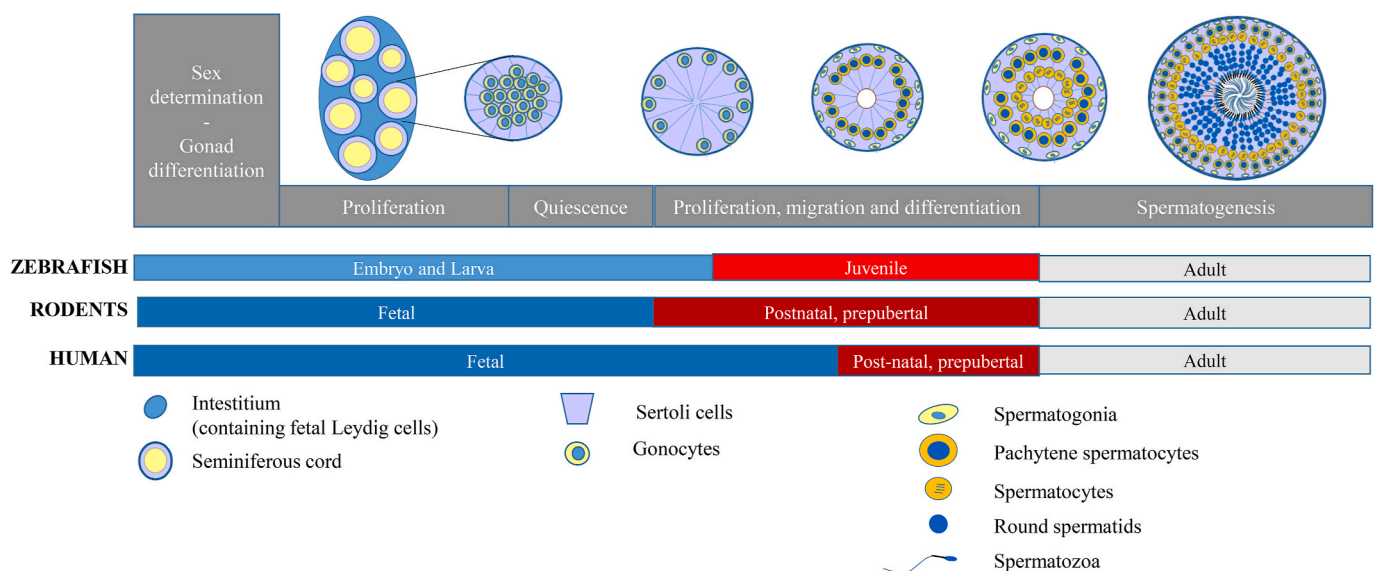 Sex
determination
-
Gonad
differentiation
Proliferation
Quiescence
Proliferation, migration and differentiation
Spermatogenesis
ZEBRAFISH
Embryo and Larva
Juvenile
Adult
RODENTS
Fetal
Postnatal, prepubertal
Adult
HUMAN
Fetal
Post-natal, prepubertal
Adult
Intestitium
(containing fetal Leydig cells)
Seminiferous cord
Sertoli cells
Gonocytes
Spermatogonia
Pachytene spermatocytes
Spermatocytes
Round spermatids
Spermatozoa